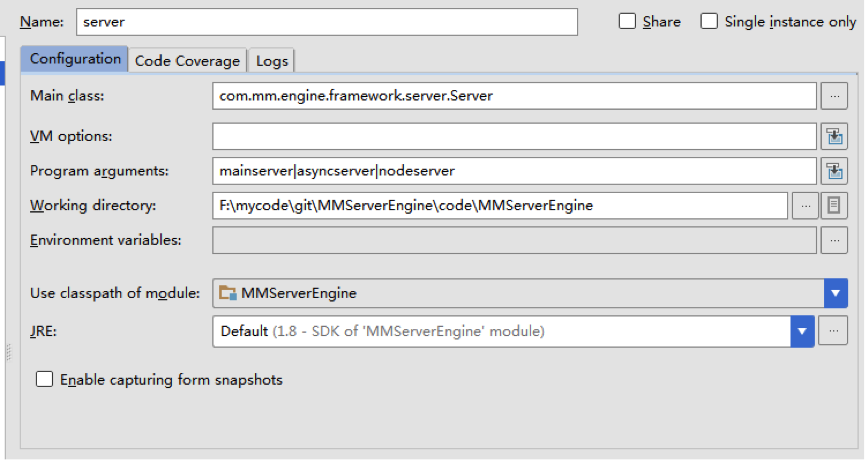 Name: server Share Single instance only
Configuration Code Coverage Logs
Main class: com.mm.engine.framework.server.Server ...
VM options:
Program arguments: mainserver|asyncserver|nodeserver
Working directory: F:\mycode\git\MMServerEngine\code\MMServerEngine ...
Environment variables: ...
Use classpath of module: MMServerEngine
JRE: Default (1.8 - SDK of 'MMServerEngine' module) ...
Enable capturing form snapshots